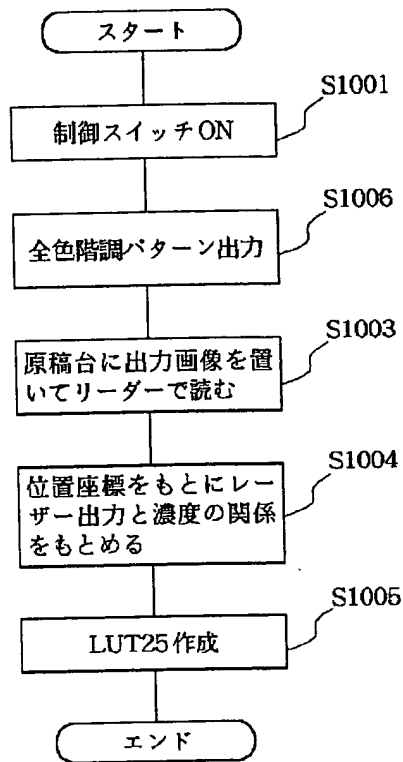 スタート
S1001
制御スイッチON
S1006
全色階調パターン出力
S1003
原稿台に出力画像を置
いてリーダーで読む
S1004
位置座標をもとにレー
ザー出力と濃度の関係
をもとめる
S1005
LUT25作成
エンド